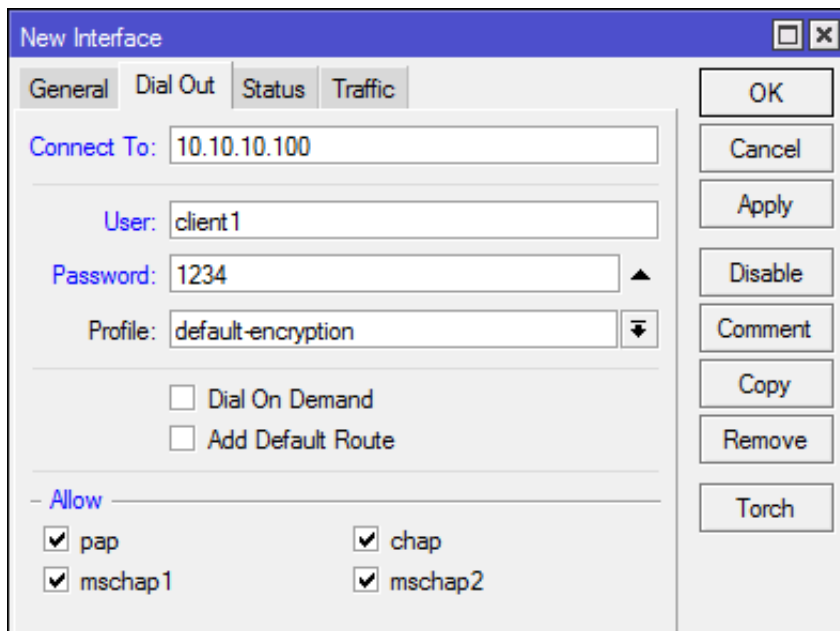 New Interface
General Dial Out Status Traffic
Connect To: 10.10.10.100
User: client1
Password: 1234
Profile: default-encryption
Dial On Demand
Add Default Route
Allow
pap chap
mschap1 mschap2
OK
Cancel
Apply
Disable
Comment
Copy
Remove
Torch